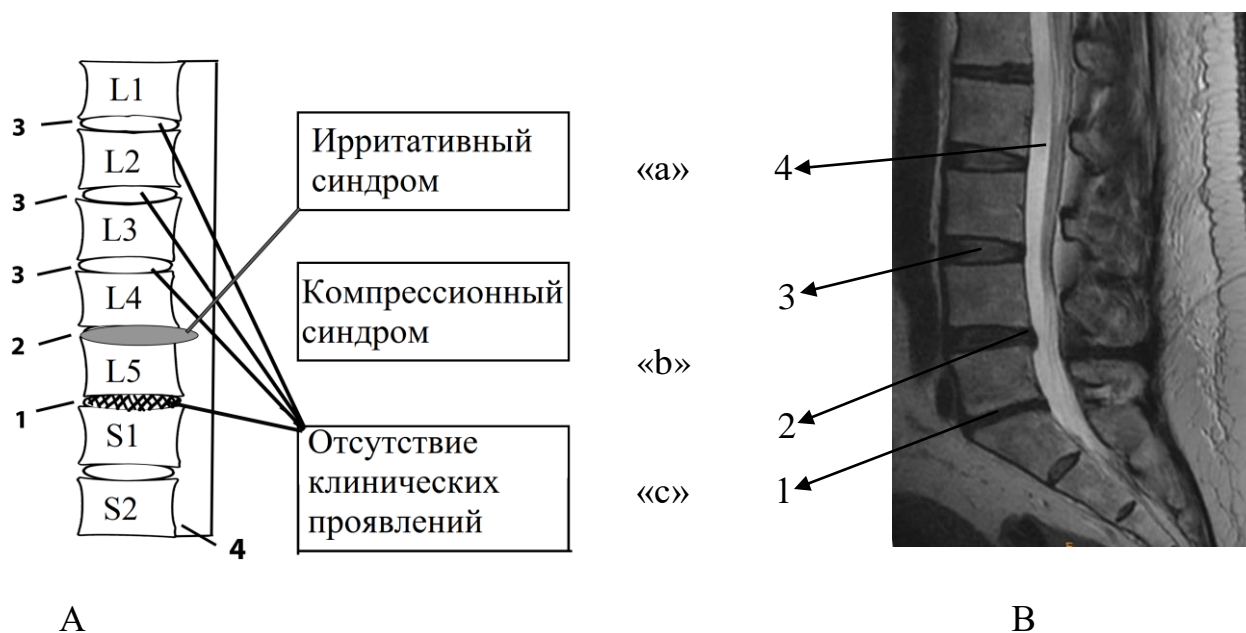 L1
3
L2
3
L3
3
L4
2
L5
1
S1
S2
4
Ирритативный
синдром
Компрессионный
синдром
Отсутствие
клинических
проявлений
«a»
«b»
«c»
4
3
2
1
A
B